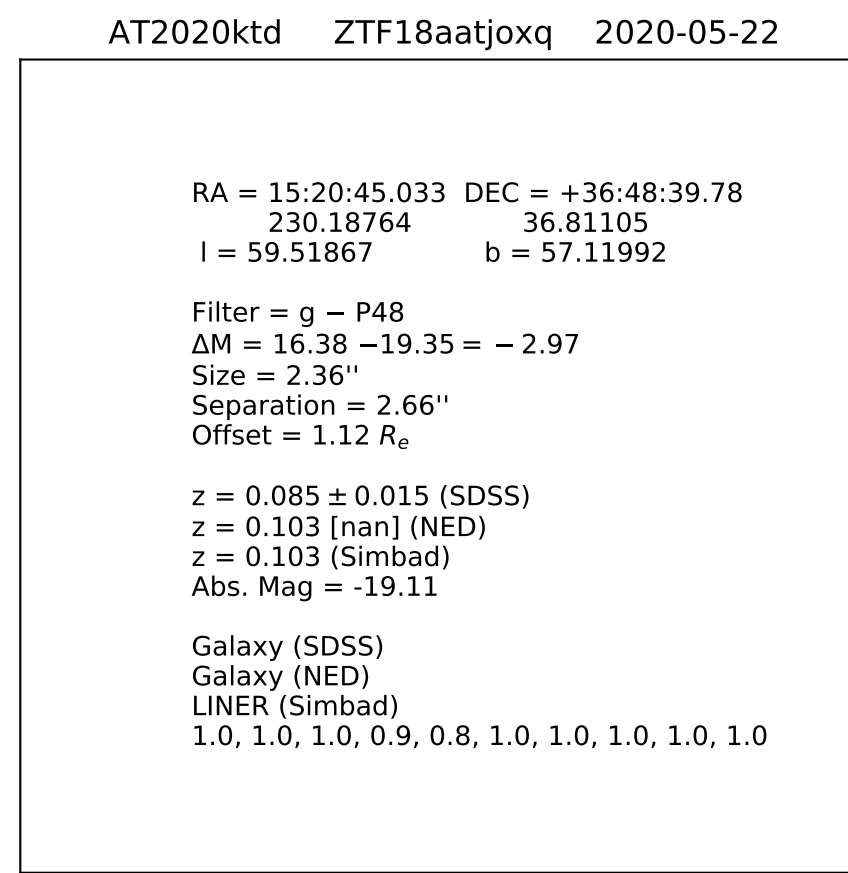 AT2020ktd ZTF18aatjoxq 2020-05-22
RA = 15:20:45.033 DEC = +36:48:39.78
230.18764 36.81105
l = 59.51867 b = 57.11992
Filter = g − P48
ΔM = 16.38 −19.35 = − 2.97
Size = 2.36''
Separation = 2.66''
Offset = 1.12 Rₑ
z = 0.085 ± 0.015 (SDSS)
z = 0.103 [nan] (NED)
z = 0.103 (Simbad)
Abs. Mag = -19.11
Galaxy (SDSS)
Galaxy (NED)
LINER (Simbad)
1.0, 1.0, 1.0, 0.9, 0.8, 1.0, 1.0, 1.0, 1.0, 1.0